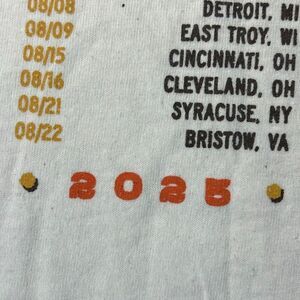 08/08 DETROIT, MI
08/09 EAST TROY, WI
08/15 CINCINNATI, OH
08/16 CLEVELAND, OH
08/21 SYRACUSE, NY
08/22 BRISTOW, VA
2025